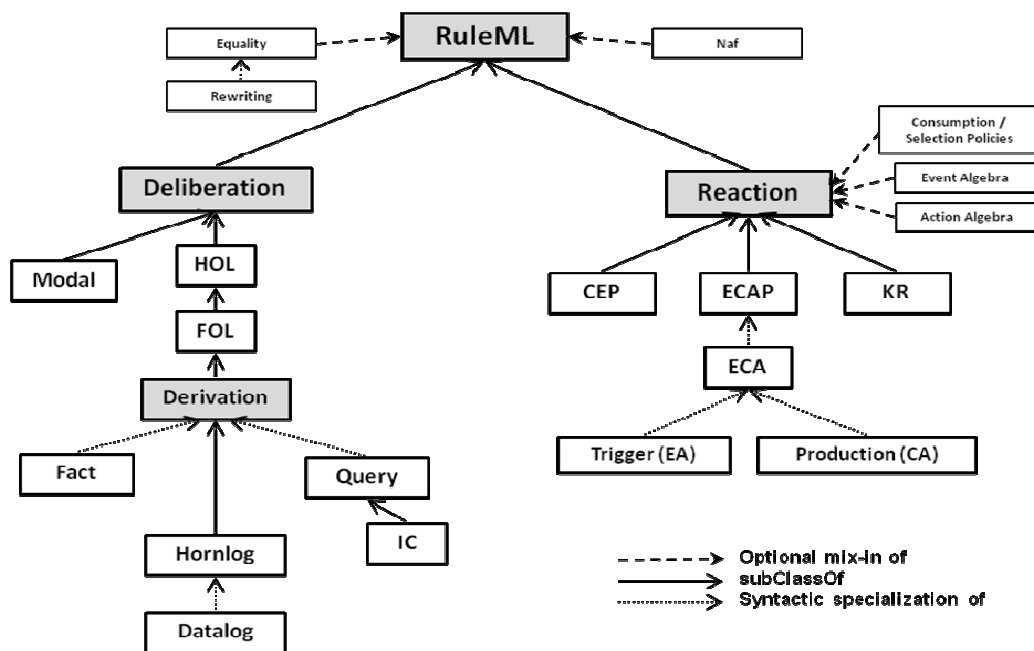 RuleML
Equality
Naf
Rewriting
Consumption /
Selection Policies
Deliberation
Reaction
Event Algebra
Action Algebra
Modal
HOL
CEP
ECAP
KR
FOL
ECA
Derivation
Trigger (EA)
Production (CA)
Fact
Query
Hornlog
IC
Optional mix-in of
subClassOf
Syntactic specialization of
Datalog